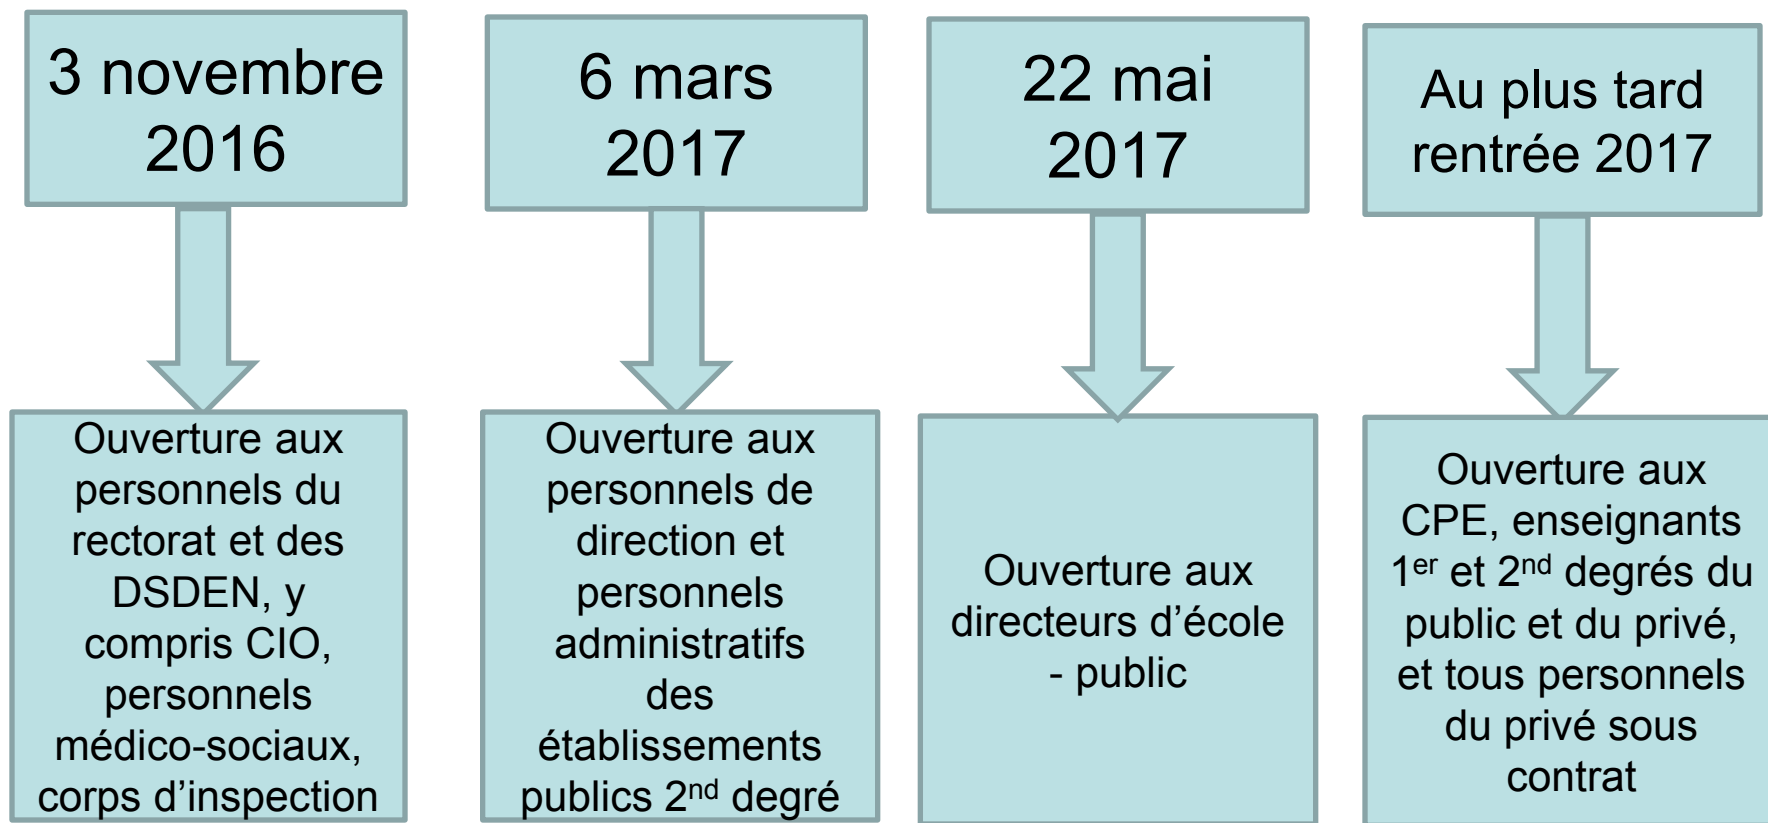 3 novembre
2016
6 mars
2017
22 mai
2017
Au plus tard
rentrée 2017
Ouverture aux
personnels du
rectorat et des
DSDEN, y
compris CIO,
personnels
médico-sociaux,
corps d’inspection
Ouverture aux
personnels de
direction et
personnels
administratifs
des
établissements
publics 2nd degré
Ouverture aux
directeurs d’école
- public
Ouverture aux
CPE, enseignants
1er et 2nd degrés du
public et du privé,
et tous personnels
du privé sous
contrat